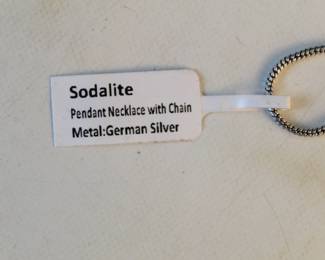 Sodalite
Pendant Necklace with Chain
Metal:German Silver